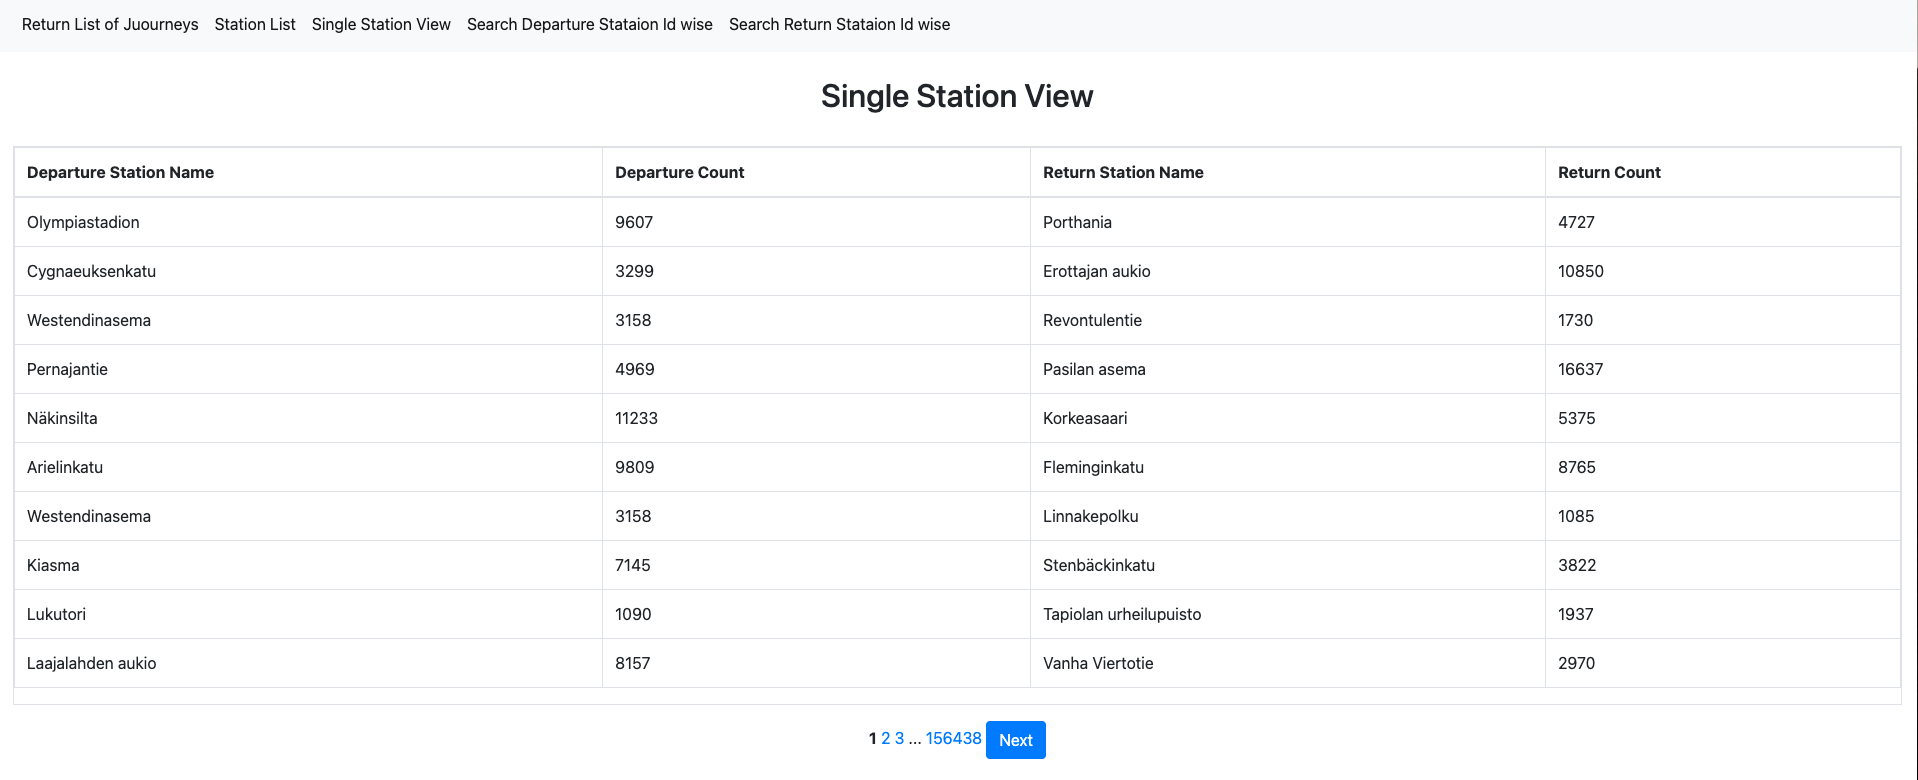 Return List of Juourneys Station List Single Station View Search Departure Stataion Id wise Search Return Stataion Id wise
Single Station View
Departure Station Name Departure Count Return Station Name Return Count
Olympiastadion 9607 Porthania 4727
Cygnaeuksenkatu 3299 Erottajan aukio 10850
Westendinasema 3158 Revontulentie 1730
Pernajantie 4969 Pasilan asema 16637
Näkinsilta 11233 Korkeasaari 5375
Arielinkatu 9809 Fleminginkatu 8765
Westendinasema 3158 Linnakepolku 1085
Kiasma 7145 Stenbäckinkatu 3822
Lukutori 1090 Tapiolan urheilupuisto 1937
Laajalahden aukio 8157 Vanha Viertotie 2970
1 2 3 ... 156438 Next